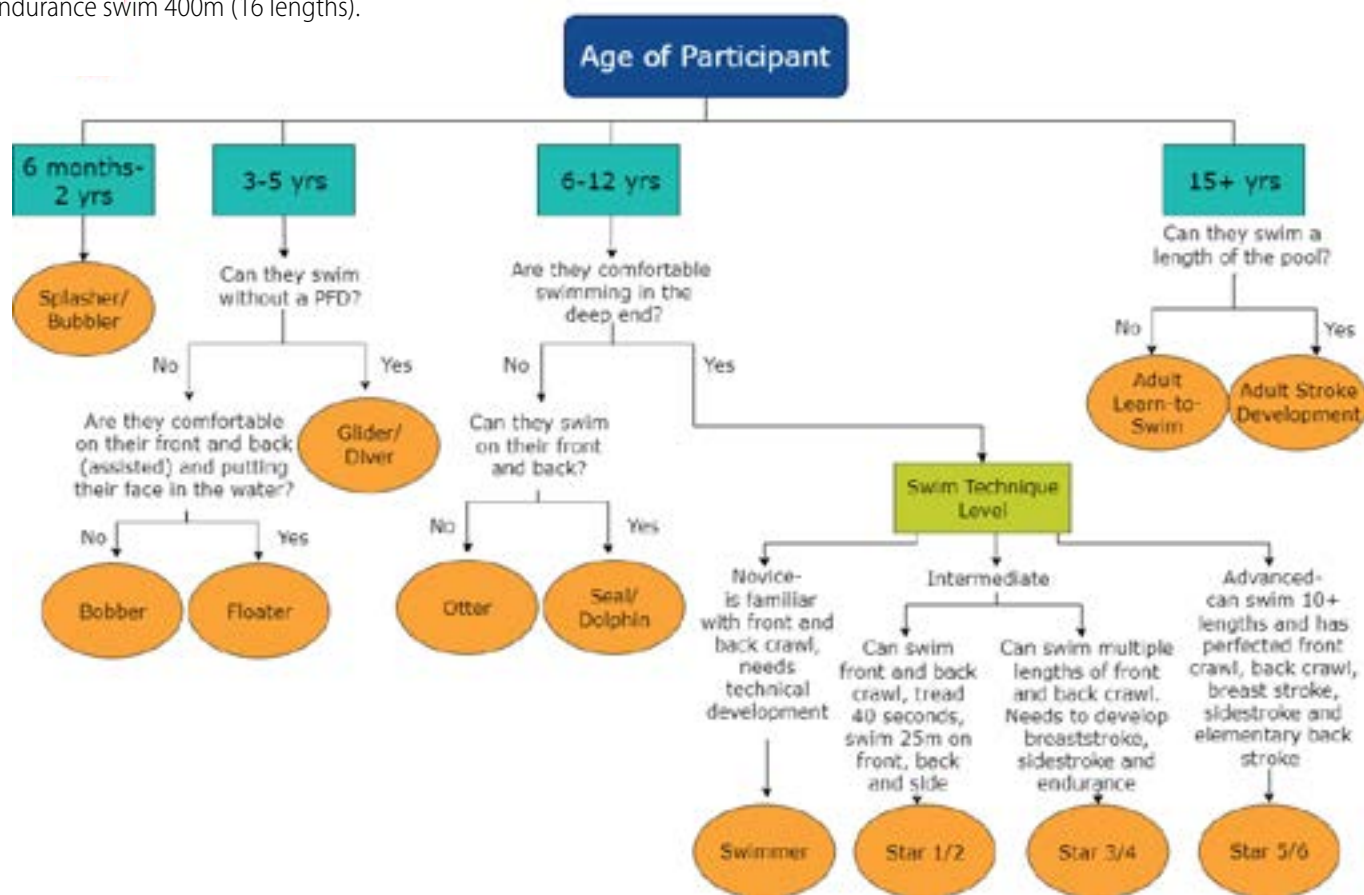 ndurance swim 400m (16 lengths).
Age of Participant
6 months-
2 yrs
3-5 yrs
6-12 yrs
15+ yrs
Splasher/
Bubbler
Can they swim
without a PFD?
No
Yes
Are they comfortable
on their front and back
(assisted) and putting
their face in the water?
Glider/
Diver
No
Yes
Bobber
Floater
Are they comfortable
swimming in the
deep end?
No
Yes
Can they swim
on their front
and back?
No
Yes
Otter
Seal/
Dolphin
Swim Technique
Level
Novice-
is familiar
with front and
back crawl,
needs
technical
development
Swimmer
Intermediate
Can swim
front and back
crawl, tread
40 seconds,
swim 25m on
front, back
and side
Star 1/2
Can swim multiple
lengths of front
and back crawl.
Needs to develop
breaststroke,
sidestroke and
endurance
Star 3/4
Advanced-
can swim 10+
lengths and has
perfected front
crawl, back crawl,
breast stroke,
sidestroke and
elementary back
stroke
Star 5/6
Can they swim a
length of the pool?
No
Yes
Adult
Learn-to-
Swim
Adult Stroke
Development